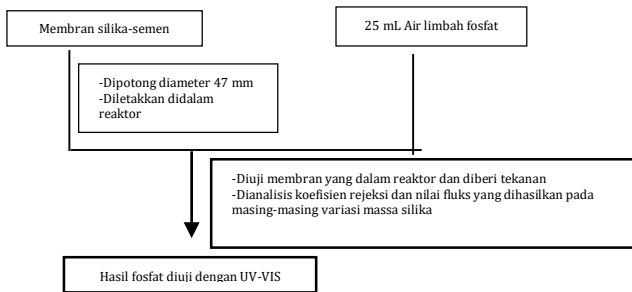 Membran silika-semen
25 mL Air limbah fosfat
-Dipotong diameter 47 mm
-Diletakkan didalam
reaktor
-Diuji membran yang dalam reaktor dan diberi tekanan
-Dianalisis koefisien rejeksi dan nilai fluks yang dihasilkan pada
masing-masing variasi massa silika
Hasil fosfat diuji dengan UV-VIS